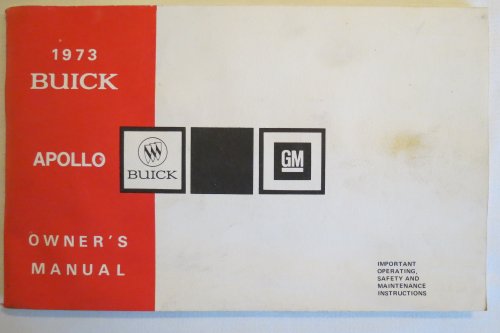 1973
BUICK
APOLLO
BUICK
GM
OWNER'S
MANUAL
IMPORTANT
OPERATING,
SAFETY AND
MAINTENANCE
INSTRUCTIONS